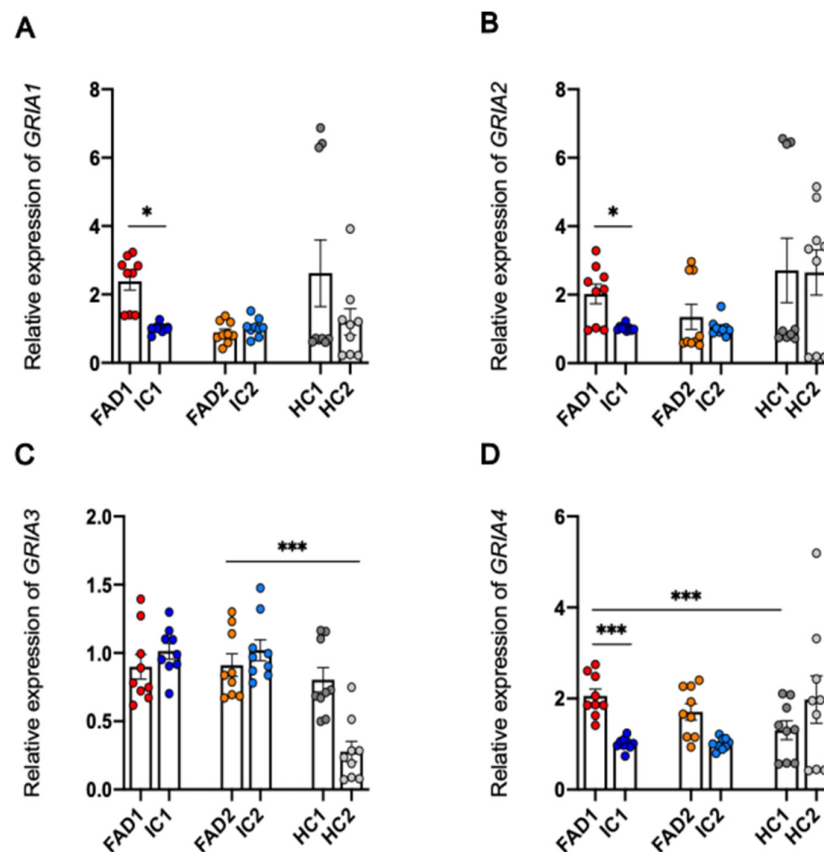 A
Relative expression of GRIA1
8
6
4
2
0
*
FAD1 IC1 FAD2 IC2 HC1 HC2
B
Relative expression of GRIA2
8
6
4
2
0
*
FAD1 IC1 FAD2 IC2 HC1 HC2
C
Relative expression of GRIA3
2.0
1.5
1.0
0.5
0.0
***
FAD1 IC1 FAD2 IC2 HC1 HC2
D
Relative expression of GRIA4
6
4
2
0
***
***
FAD1 IC1 FAD2 IC2 HC1 HC2